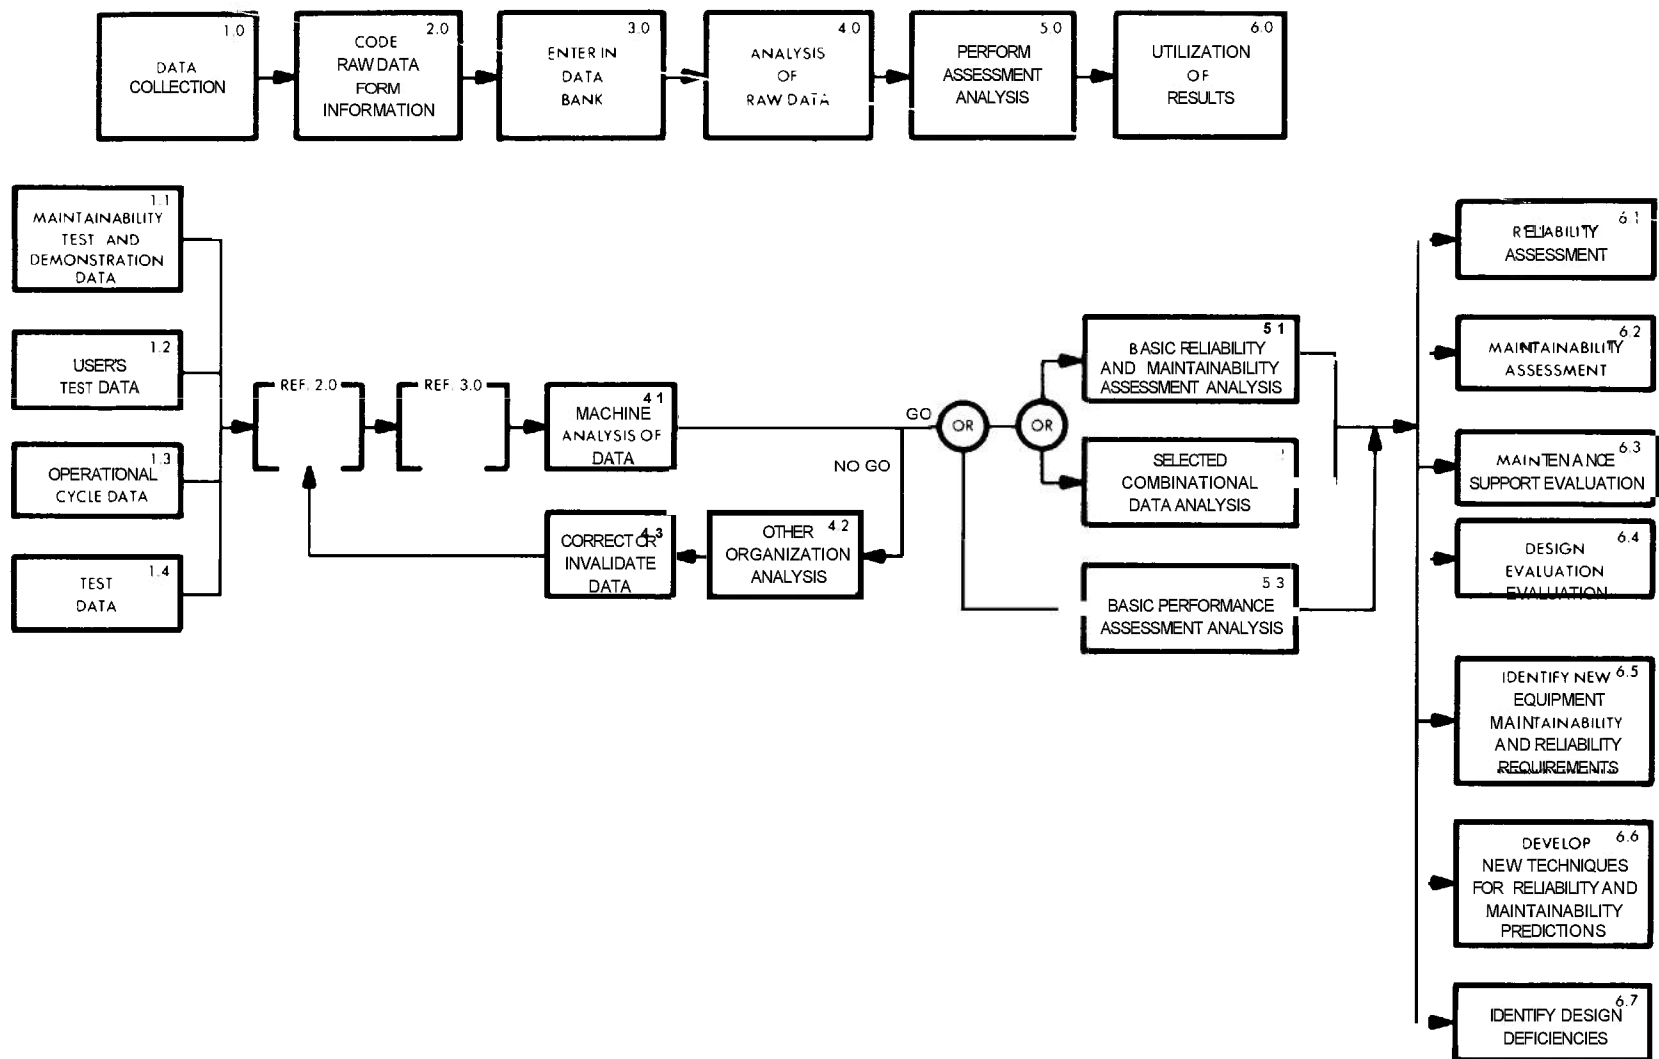 1.0
DATA
COLLECTION
2.0
CODE
RAW DATA
FORM
INFORMATION
3.0
ENTER IN
DATA
BANK
4.0
ANALYSIS
OF
RAW DATA
5.0
PERFORM
ASSESSMENT
ANALYSIS
6.0
UTILIZATION
OF
RESULTS
1.1
MAINTAINABILITY
TEST AND
DEMONSTRATION
DATA
1.2
USER'S
TEST DATA
1.3
OPERATIONAL
CYCLE DATA
1.4
TEST
DATA
REF. 2.0
REF. 3.0
4.1
MACHINE
ANALYSIS OF
DATA
GO
NO GO
4.2
OTHER
ORGANIZATION
ANALYSIS
4.3
CORRECT OR
INVALIDATE
DATA
OR
OR
5.1
BASIC RELIABILITY
AND MAINTAINABILITY
ASSESSMENT ANALYSIS
SELECTED
COMBINATIONAL
DATA ANALYSIS
5.3
BASIC PERFORMANCE
ASSESSMENT ANALYSIS
6.1
RELIABILITY
ASSESSMENT
6.2
MAINTAINABILITY
ASSESSMENT
6.3
MAINTENANCE
SUPPORT EVALUATION
6.4
DESIGN
EVALUATION
EVALUATION
6.5
IDENTIFY NEW
EQUIPMENT
MAINTAINABILITY
AND RELIABILITY
REQUIREMENTS
6.6
DEVELOP
NEW TECHNIQUES
FOR RELIABILITY AND
MAINTAINABILITY
PREDICTIONS
6.7
IDENTIFY DESIGN
DEFICIENCIES